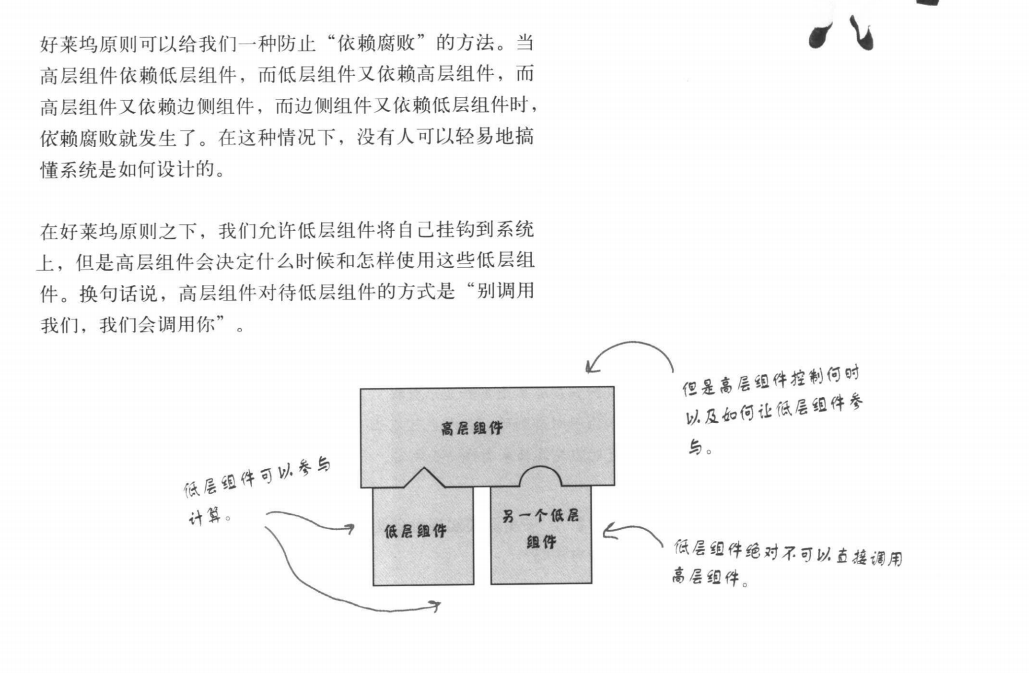 好莱坞原则可以给我们一种防止“依赖腐败”的方法。当
高层组件依赖低层组件，而低层组件又依赖高层组件，而
高层组件又依赖边侧组件，而边侧组件又依赖低层组件时，
依赖腐败就发生了。在这种情况下，没有人可以轻易地搞
懂系统是如何设计的。
在好莱坞原则之下，我们允许低层组件将自己挂钩到系统
上，但是高层组件会决定什么时候和怎样使用这些低层组
件。换句话说，高层组件对待低层组件的方式是“别调用
我们，我们会调用你”。
但是高层组件控制何时
以及如何让低层组件参
与。
高层组件
低层组件可以参与
计算。
低层组件
另一个低层
组件
低层组件绝对不可以直接调用
高层组件。